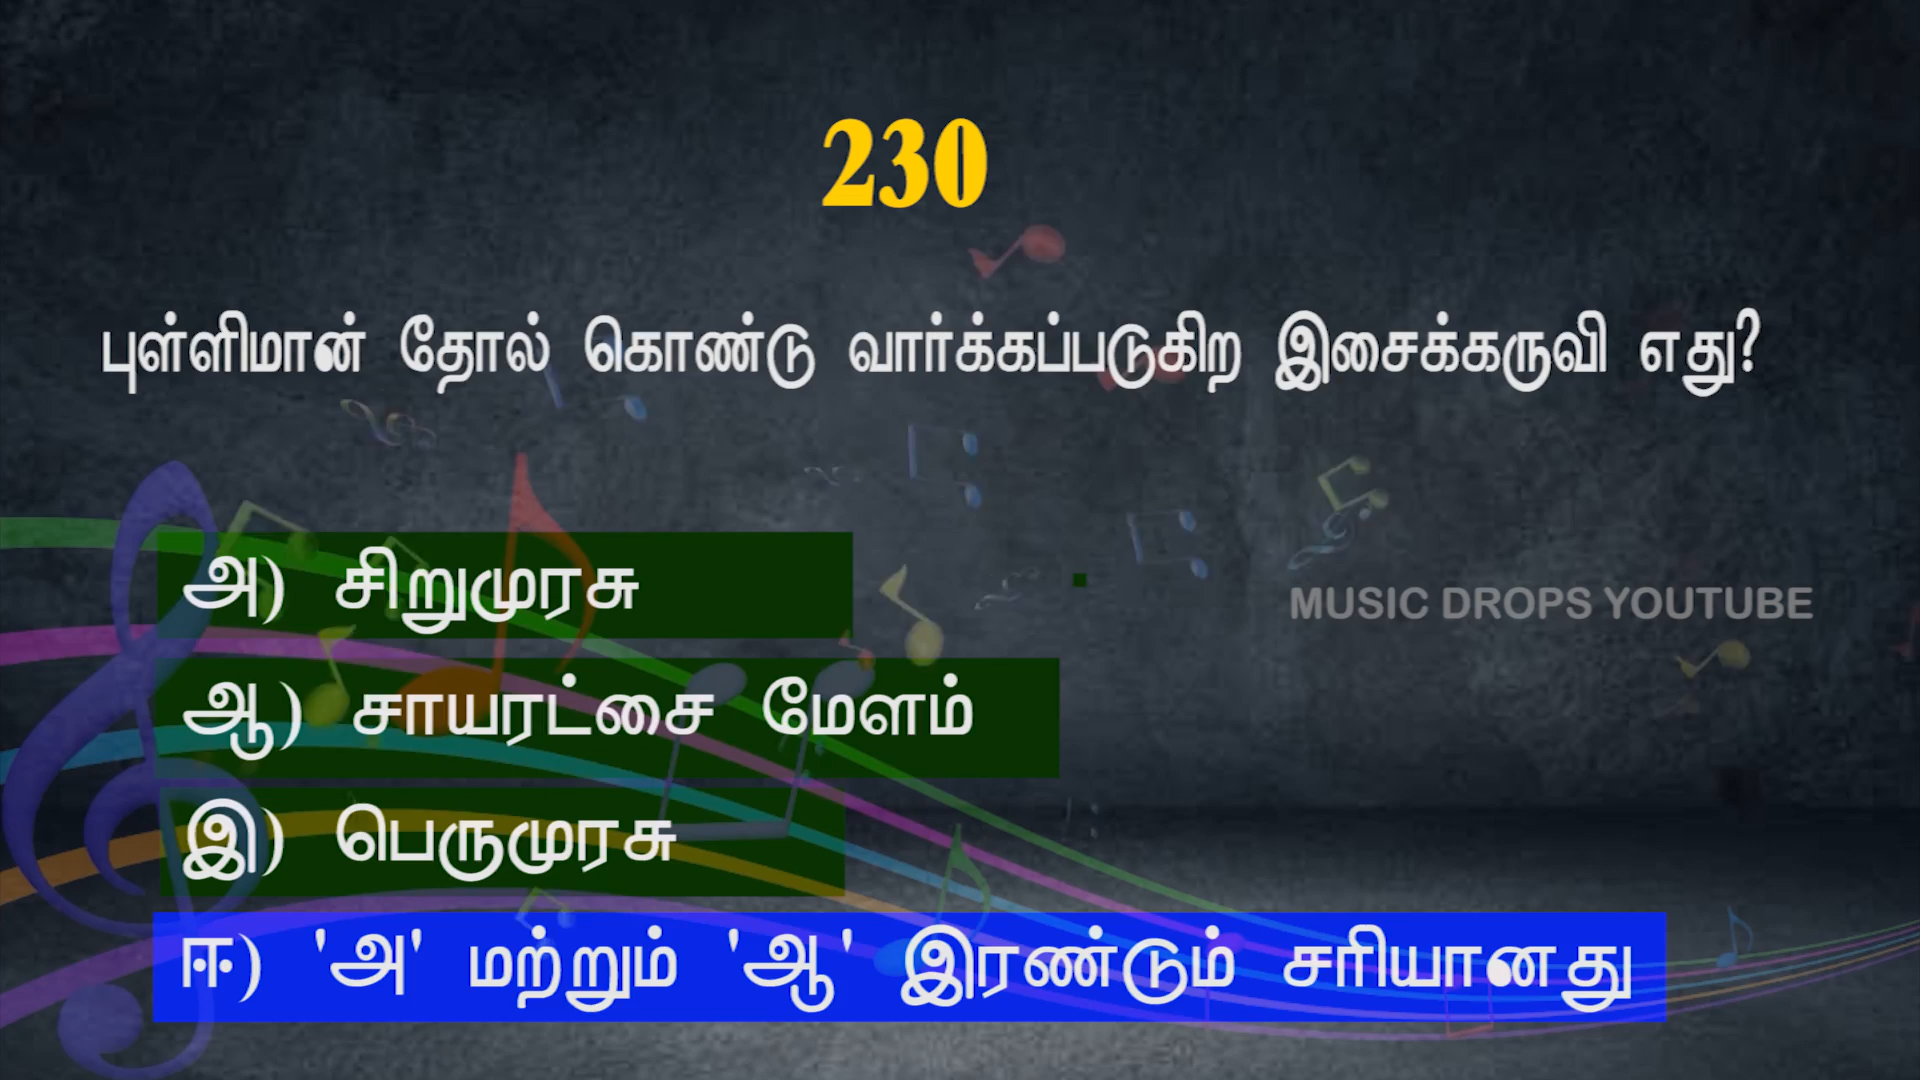 230
புள்ளிமான் தோல் கொண்டு வார்க்கப்படுகிற இசைக்கருவி எது?
அ) சிறுமுரசு
MUSIC DROPS YOUTUBE
ஆ) சாயரட்சை மேளம்
இ) பெருமுரசு
ஈ) 'அ' மற்றும் 'ஆ' இரண்டும் சரியானது